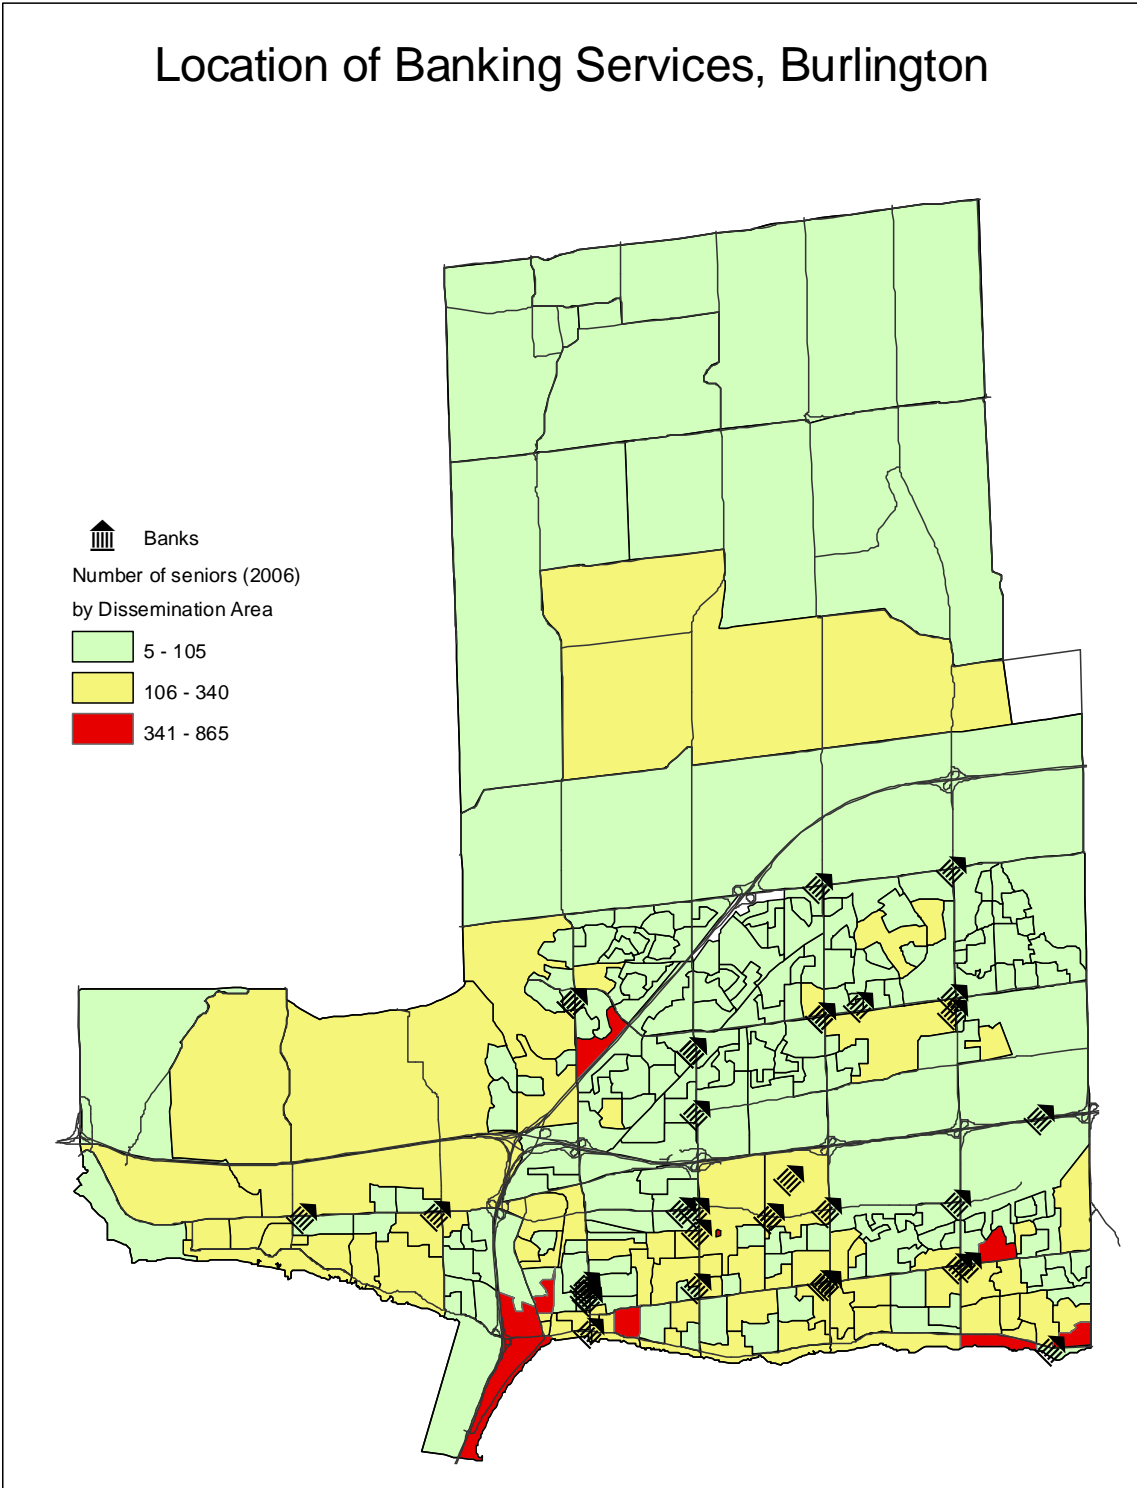 Location of Banking Services, Burlington
Banks
Number of seniors (2006)
by Dissemination Area
5 - 105
106 - 340
341 - 865